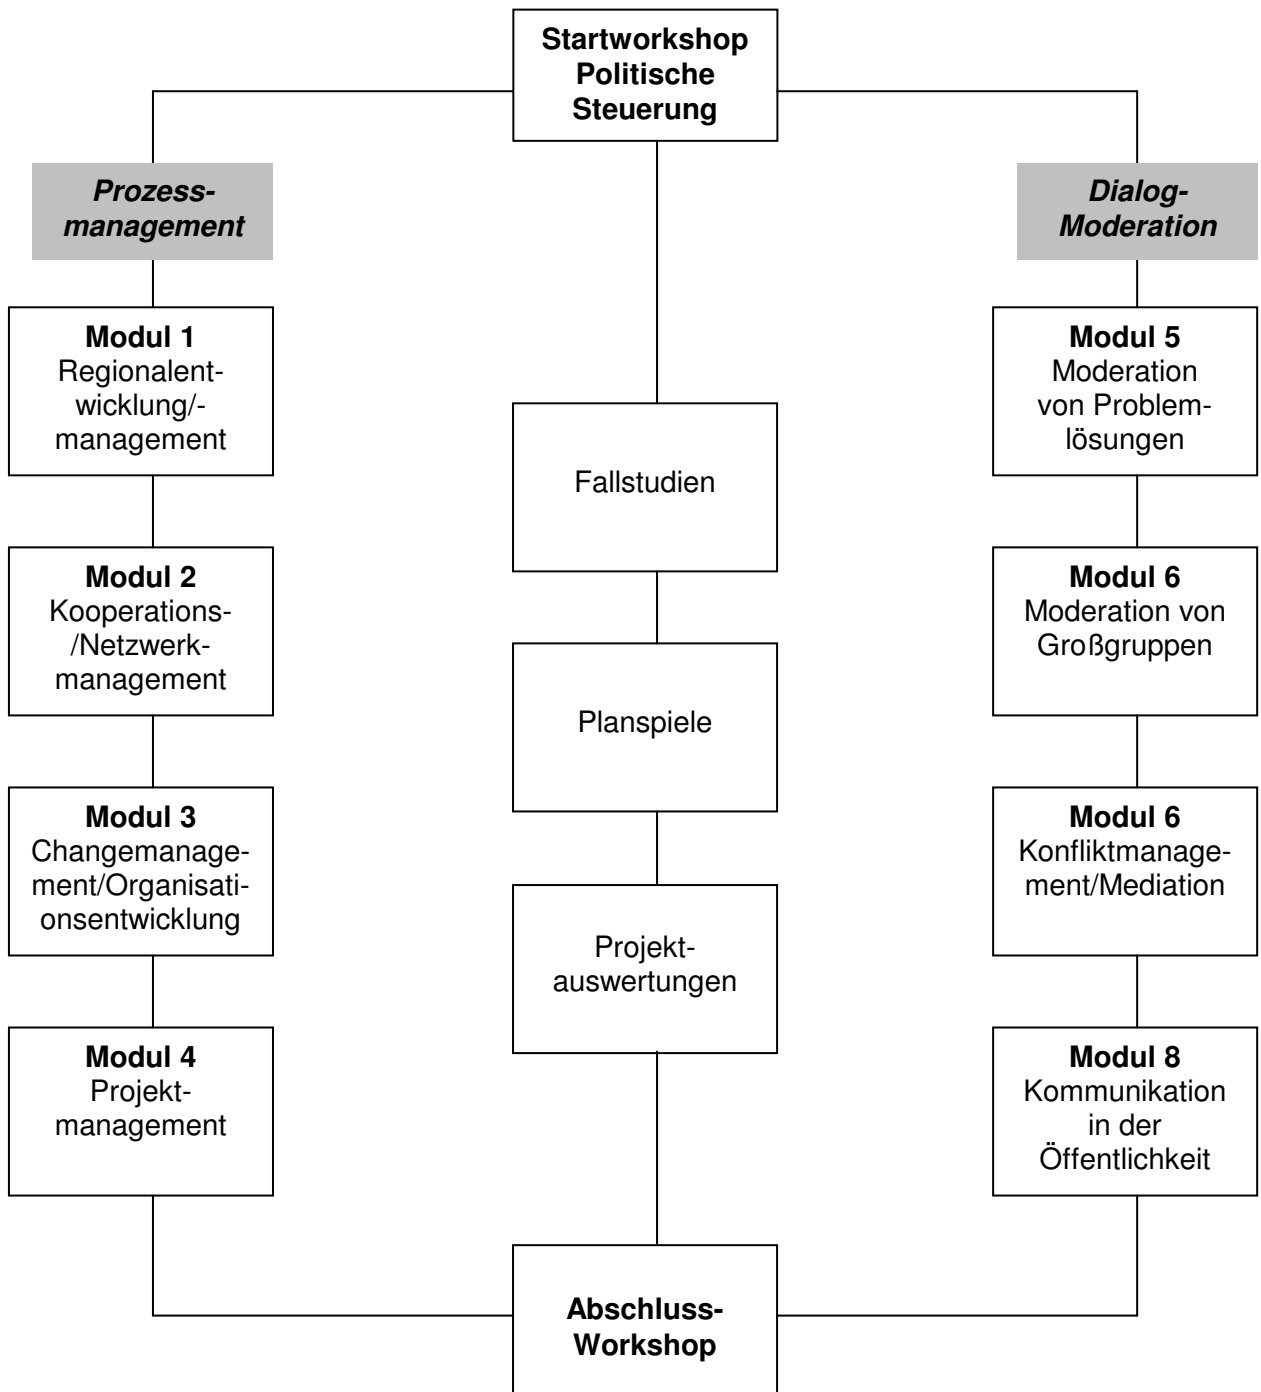 Startworkshop
Politische
Steuerung
Prozess-
management
Dialog-
Moderation
Modul 1
Regionalent-
wicklung/-
management
Modul 2
Kooperations-
/Netzwerk-
management
Modul 3
Changemanage-
ment/Organisati-
onsentwicklung
Modul 4
Projekt-
management
Fallstudien
Planspiele
Projekt-
auswertungen
Modul 5
Moderation
von Problem-
lösungen
Modul 6
Moderation von
Großgruppen
Modul 6
Konfliktmanage-
ment/Mediation
Modul 8
Kommunikation
in der
Öffentlichkeit
Abschluss-
Workshop